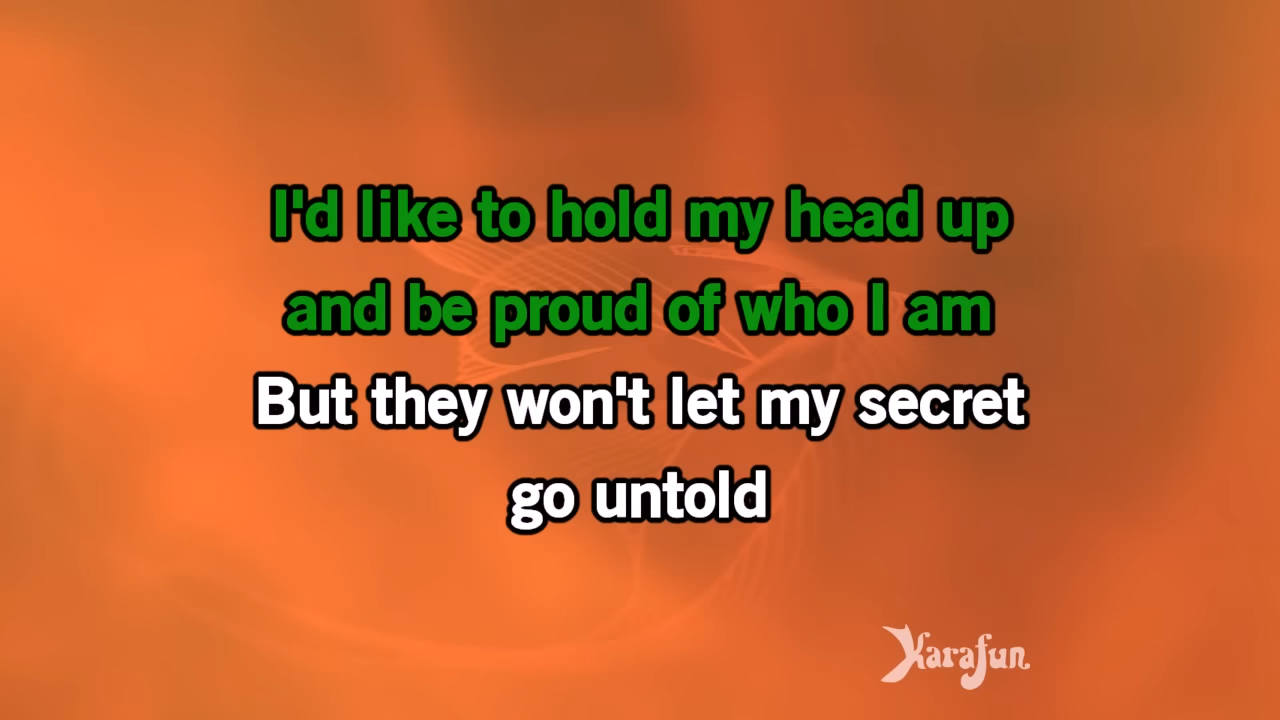 I'd like to hold my head up
and be proud of who I am
But they won't let my secret
go untold
Karafun